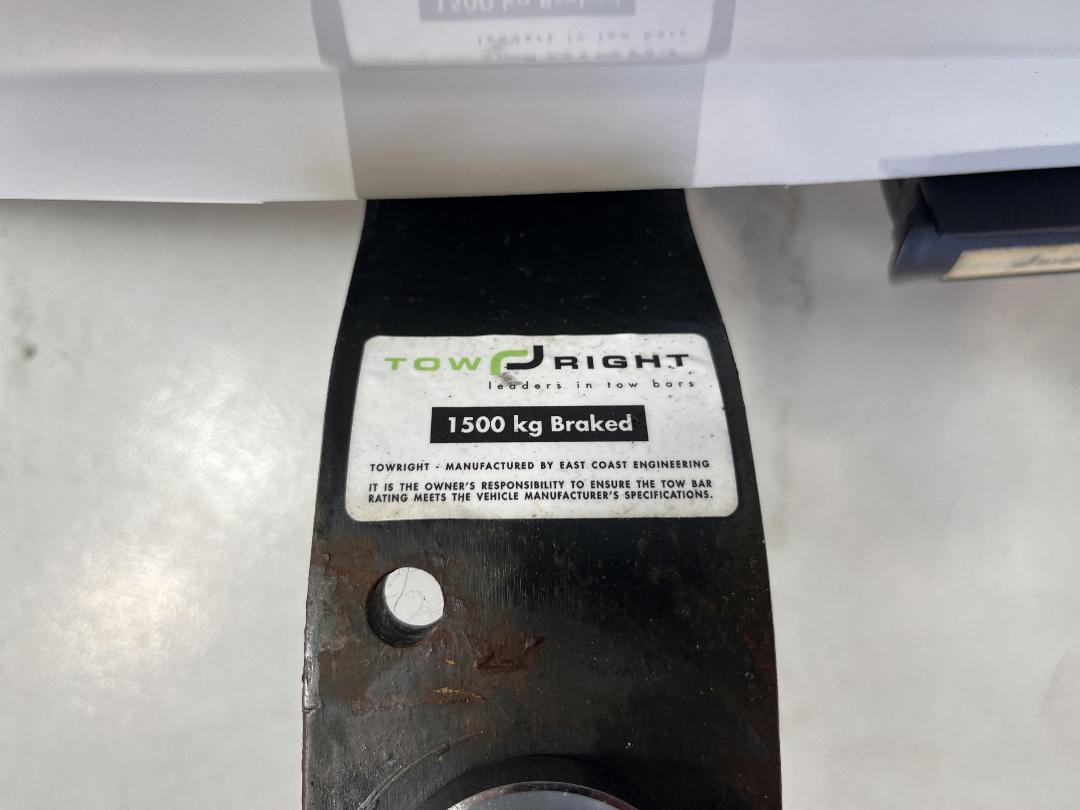 TOW RIGHT
leaders in tow bars
1500 kg Braked
TOWRIGHT - MANUFACTURED BY EAST COAST ENGINEERING
IT IS THE OWNER'S RESPONSIBILITY TO ENSURE THE TOW BAR
RATING MEETS THE VEHICLE MANUFACTURER'S SPECIFICATIONS.